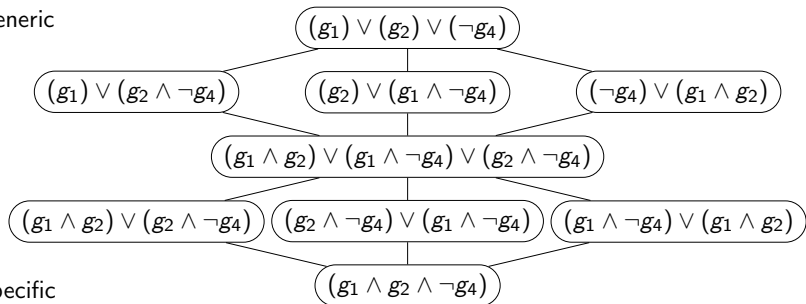 eneric
(g₁) ∨ (g₂) ∨ (¬g₄)
(g₁) ∨ (g₂ ∧ ¬g₄) (g₂) ∨ (g₁ ∧ ¬g₄) (¬g₄) ∨ (g₁ ∧ g₂)
(g₁ ∧ g₂) ∨ (g₁ ∧ ¬g₄) ∨ (g₂ ∧ ¬g₄)
(g₁ ∧ g₂) ∨ (g₂ ∧ ¬g₄) (g₂ ∧ ¬g₄) ∨ (g₁ ∧ ¬g₄) (g₁ ∧ ¬g₄) ∨ (g₁ ∧ g₂)
(g₁ ∧ g₂ ∧ ¬g₄)
pecific